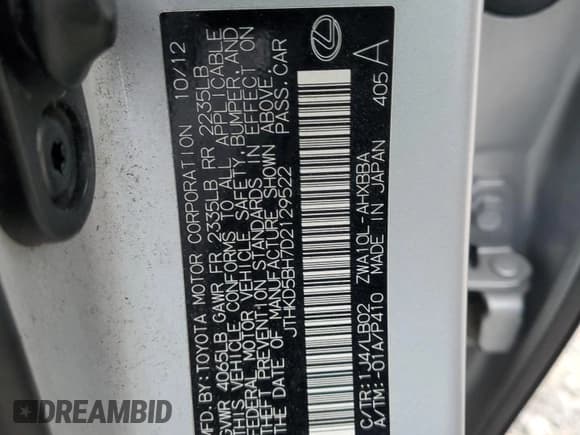 MFD. BY: TOYOTA MOTOR CORPORATION 10/12
GVWR 4065LB GAWR FR 2335LB RR 2235LB
THIS VEHICLE CONFORMS TO ALL APPLICABLE
FEDERAL MOTOR VEHICLE SAFETY, BUMPER, AND
THEFT PREVENTION STANDARDS IN EFFECT ON
THE DATE OF MANUFACTURE SHOWN ABOVE.
JTHKD5BH7D2129522 PASS. CAR
C/TR: 1J4/LB02 ZWA10L-AHXBBA
A/TM: -01A/P410 MADE IN JAPAN 405 A
DREAMBID